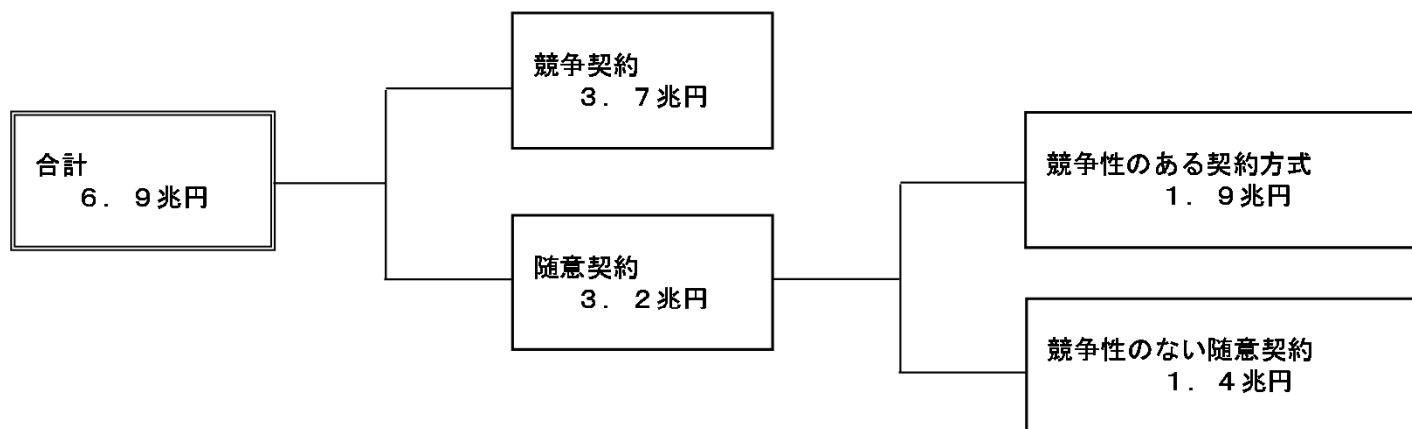 合計
6．9兆円
競争契約
3．7兆円
随意契約
3．2兆円
競争性のある契約方式
1．9兆円
競争性のない随意契約
1．4兆円